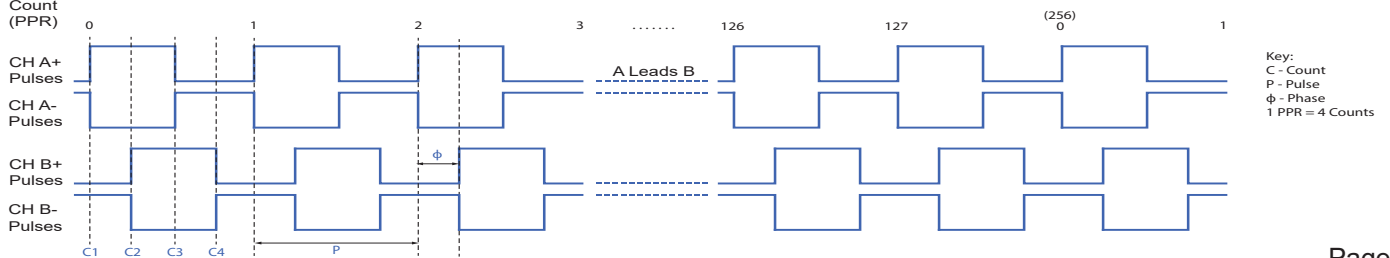 Count
(PPR)
0 1 2 3 ....... 126 127 (256) 0 1
CH A+
Pulses
A Leads B
CH A-
Pulses
CH B+
Pulses
ϕ
CH B-
Pulses
C1 C2 C3 C4 P
Key:
C - Count
P - Pulse
ϕ - Phase
1 PPR = 4 Counts
Page